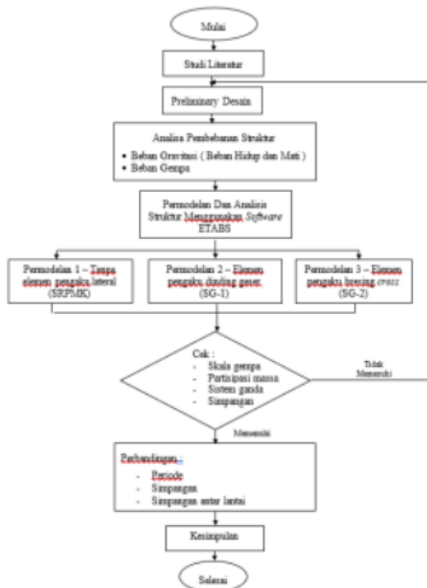 Mulai
Studi Literatur
Preliminary Desain
Analisa Pembebanan Struktur
• Beban Gravitasi ( Beban Hidup dan Mati )
• Beban Gempa
Permodelan Dan Analisis
Struktur Menggunakan Software
ETABS
Permodelan 1 – Tanpa
elemen pengaku lateral
(SRPMK)
Permodelan 2 – Elemen
pengaku dinding geser
(SG-1)
Permodelan 3 – Elemen
pengaku bresing cross
(SG-2)
Cek :
- Skala gempa
- Partisipasi massa
- Sistem ganda
- Simpangan
Tidak
Memenuhi
Memenuhi
Perbandingan :
- Periode
- Simpangan
- Simpangan antar lantai
Kesimpulan
Selesai